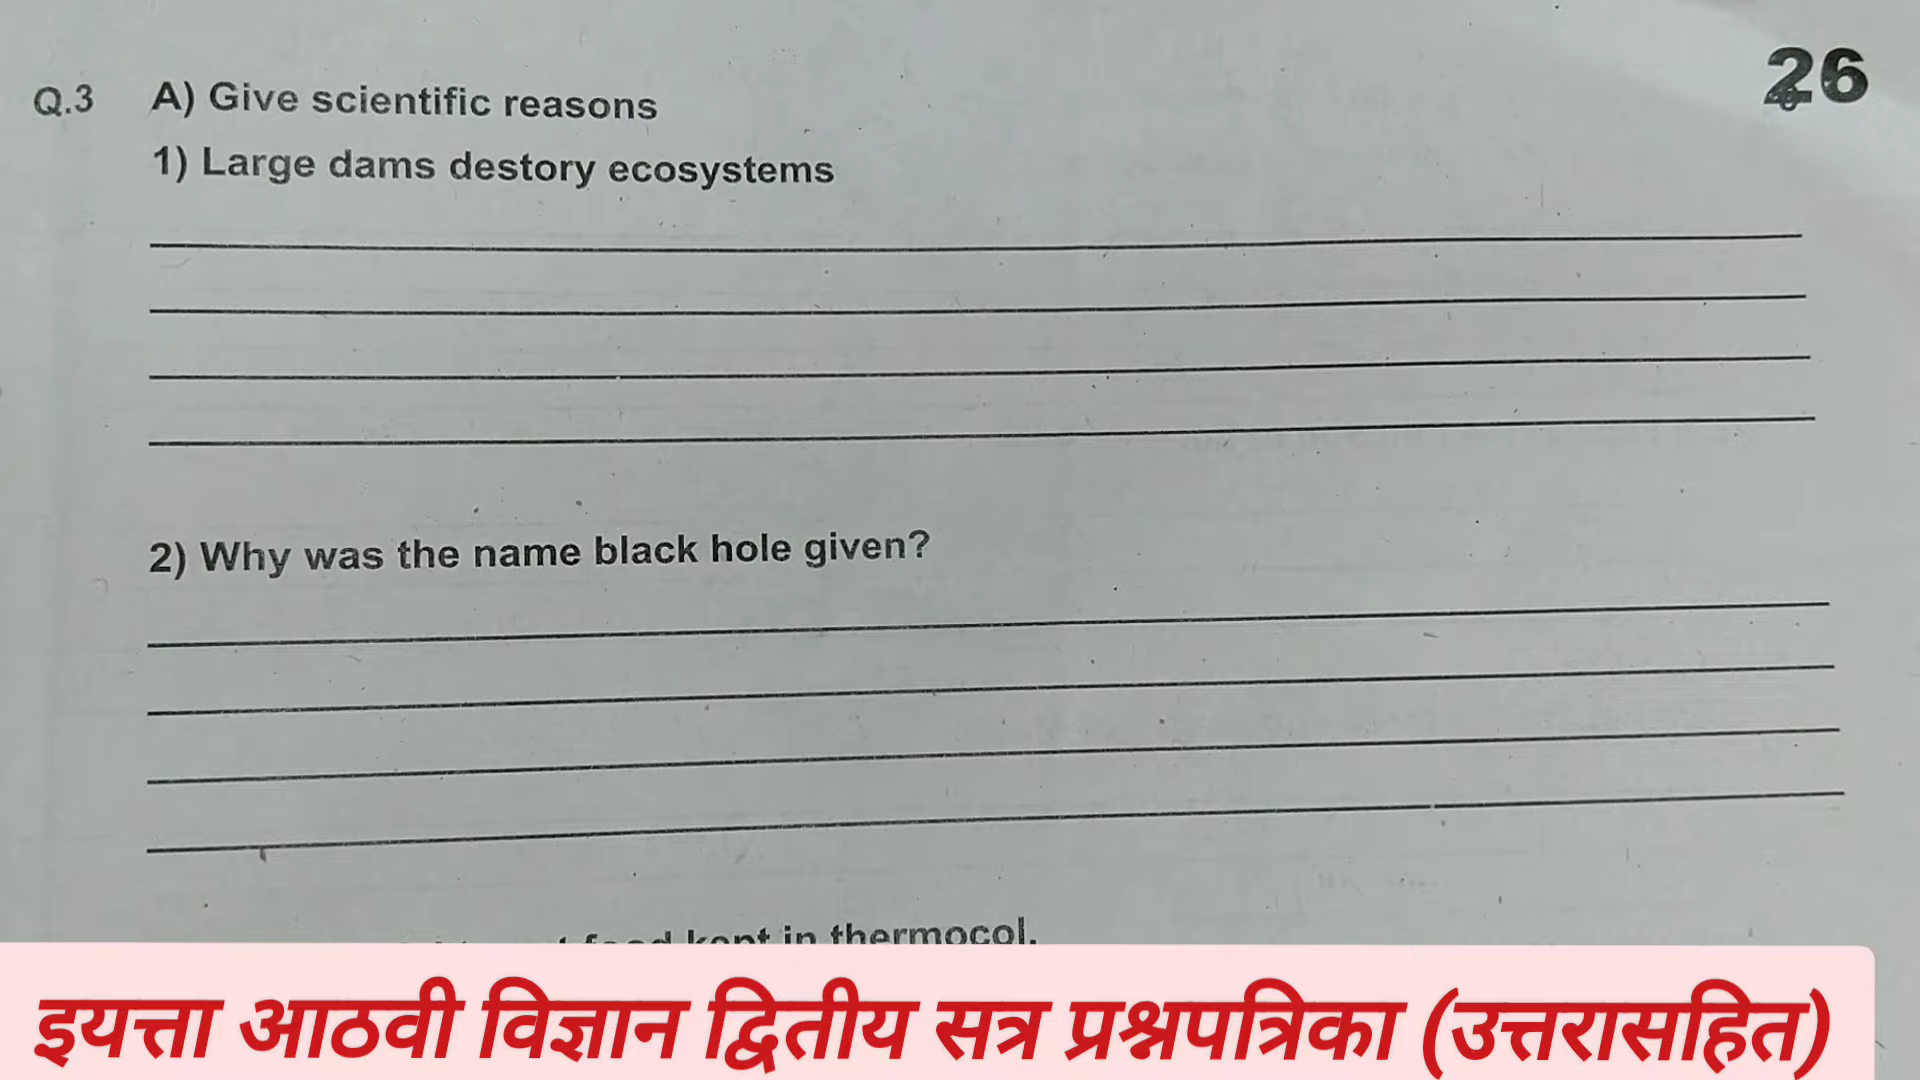 26
Q.3 A) Give scientific reasons
1) Large dams destory ecosystems
2) Why was the name black hole given?
food kept in thermocol.
इयत्ता आठवी विज्ञान द्वितीय सत्र प्रश्नपत्रिका (उत्तरासहित)